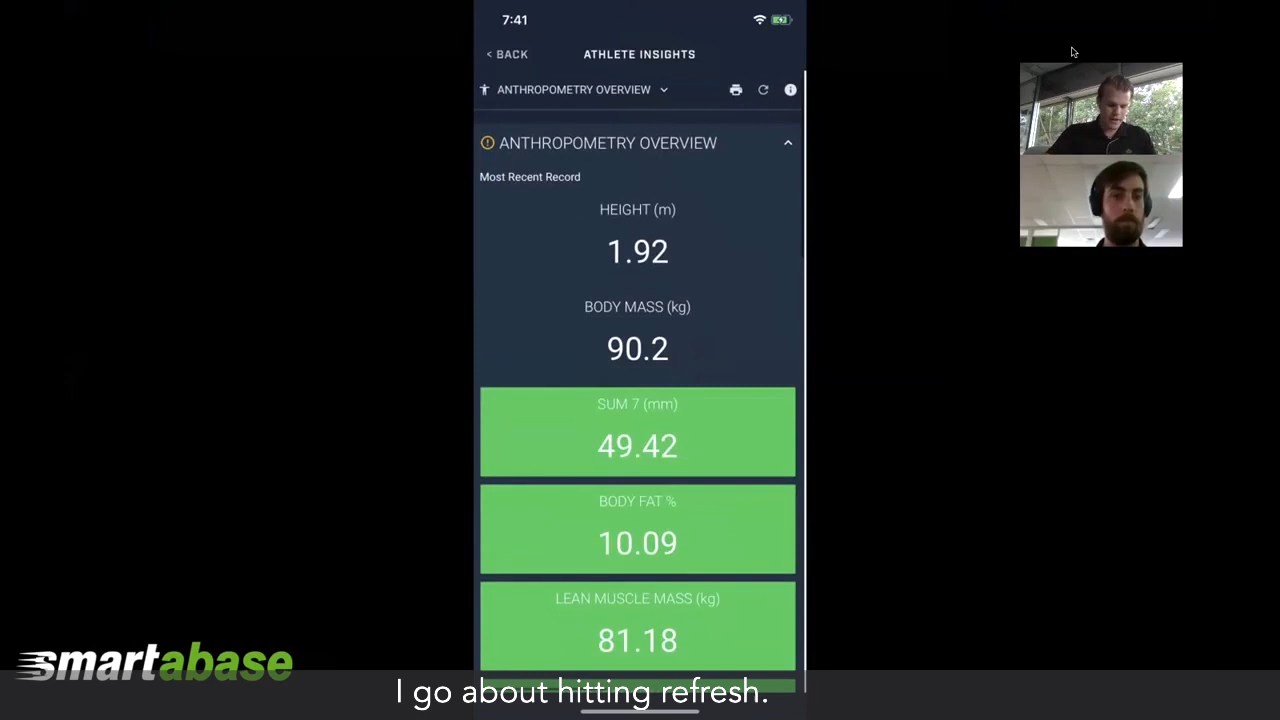 7:41
< BACK
ATHLETE INSIGHTS
ANTHROPOMETRY OVERVIEW
ANTHROPOMETRY OVERVIEW
Most Recent Record
HEIGHT (m)
1.92
BODY MASS (kg)
90.2
SUM 7 (mm)
49.42
BODY FAT %
10.09
LEAN MUSCLE MASS (kg)
81.18
smartabase
I go about hitting refresh.